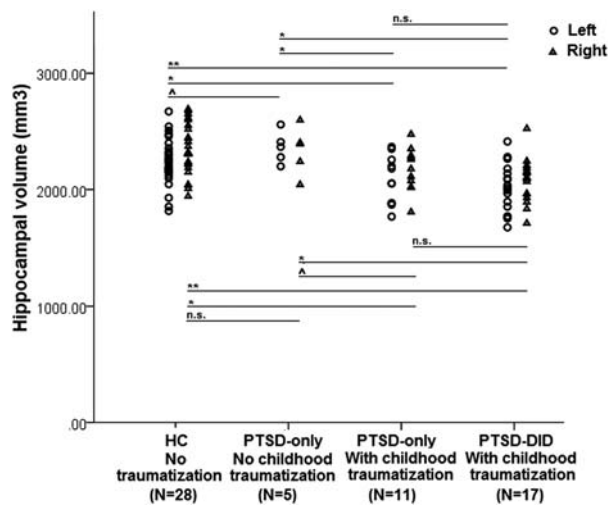 n.s.
Left
Right
*
*
**
*
^
3000.00
2000.00
1000.00
.00
Hippocampal volume (mm3)
n.s.
*
^
**
*
n.s.
HC
No
traumatization
(N=28)
PTSD-only
No childhood
traumatization
(N=5)
PTSD-only
With childhood
traumatization
(N=11)
PTSD-DID
With childhood
traumatization
(N=17)